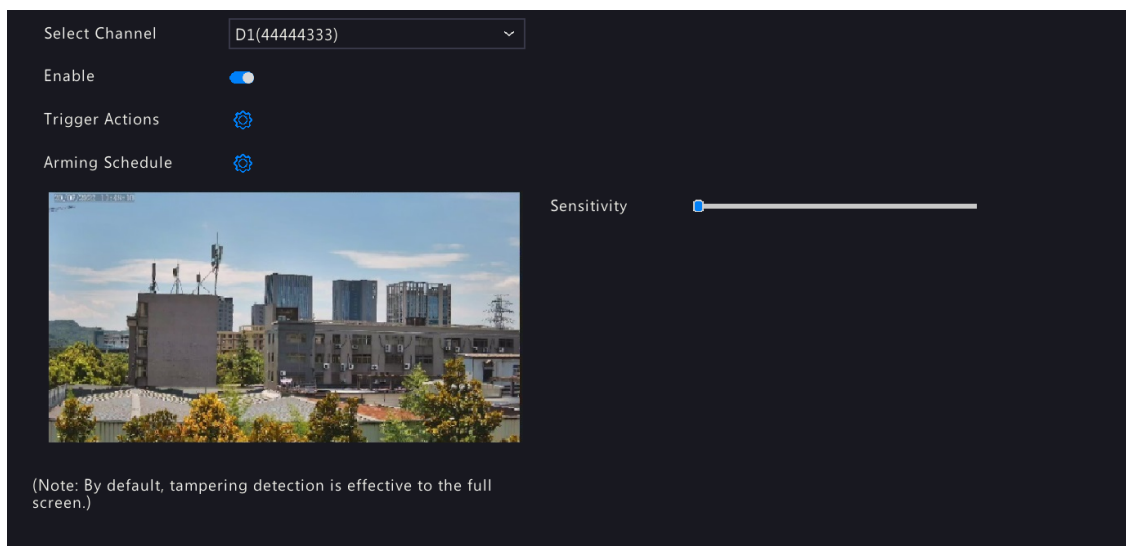 Select Channel
D1(44444333)
Enable
Trigger Actions
Arming Schedule
Sensitivity
(Note: By default, tampering detection is effective to the full
screen.)